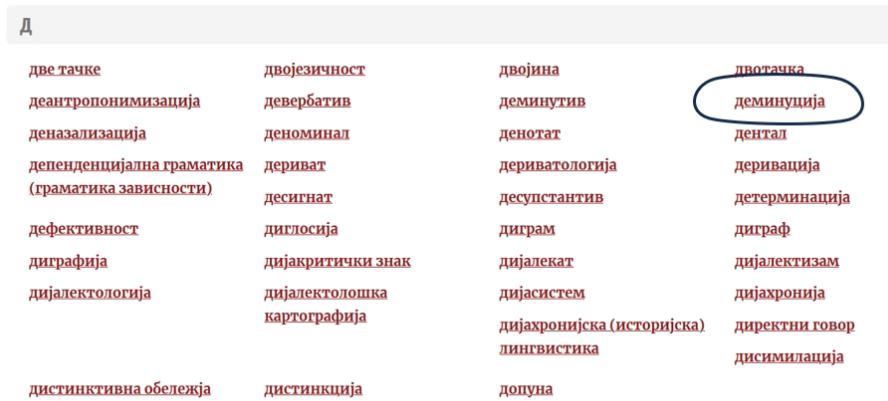 Д
две тачке
двојезичност
двојина
двотачка
деантропонимизација
девербатив
деминутив
деминуција
деназализација
деноминал
денотат
дентал
депенденцијална граматика
(граматика зависности)
дериват
дериватологија
деривација
десигнат
десупстантив
детерминација
дефективност
диглосија
диграм
диграф
диграфија
дијакритички знак
дијалекат
дијалектизам
дијалектологија
дијалектолошка
картографија
дијасистем
дијахронија
дијахронијска (историјска)
лингвистика
директни говор
дисимилација
дистинктивна обележја
дистинкција
допуна